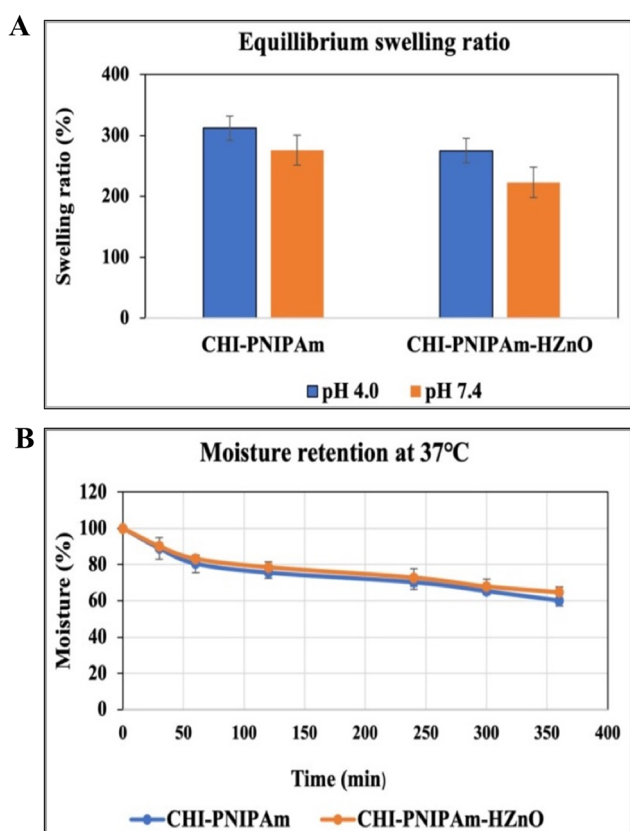 A
Equillibrium swelling ratio
Swelling ratio (%)
400
300
200
100
0
CHI-PNIPAm CHI-PNIPAm-HZnO
pH 4.0 pH 7.4
B
Moisture retention at 37°C
Moisture (%)
120
100
80
60
40
20
0
0 50 100 150 200 250 300 350 400
Time (min)
CHI-PNIPAm CHI-PNIPAm-HZnO